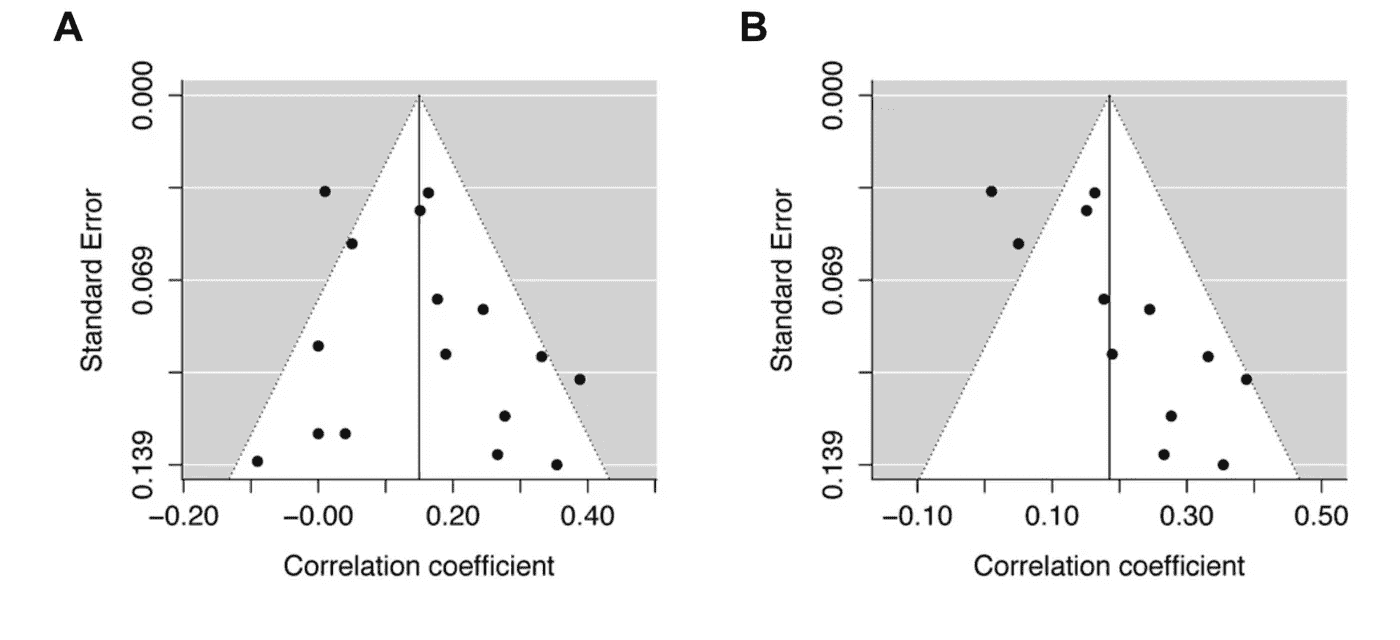 A
0.000
0.069
0.139
Standard Error
−0.20
−0.00
0.20
0.40
Correlation coefficient
B
0.000
0.069
0.139
Standard Error
−0.10
0.10
0.30
0.50
Correlation coefficient